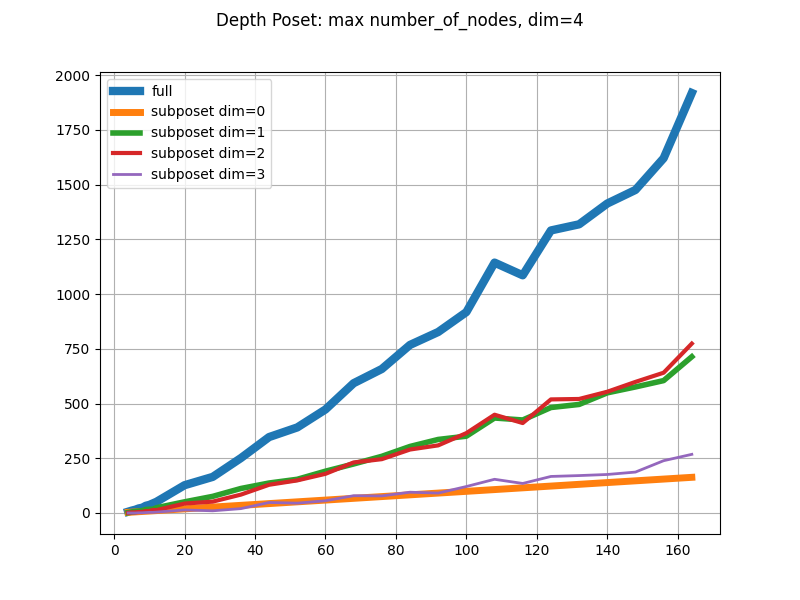 Depth Poset: max number_of_nodes, dim=4
2000
1750
1500
1250
1000
750
500
250
0
full
subposet dim=0
subposet dim=1
subposet dim=2
subposet dim=3
0 20 40 60 80 100 120 140 160